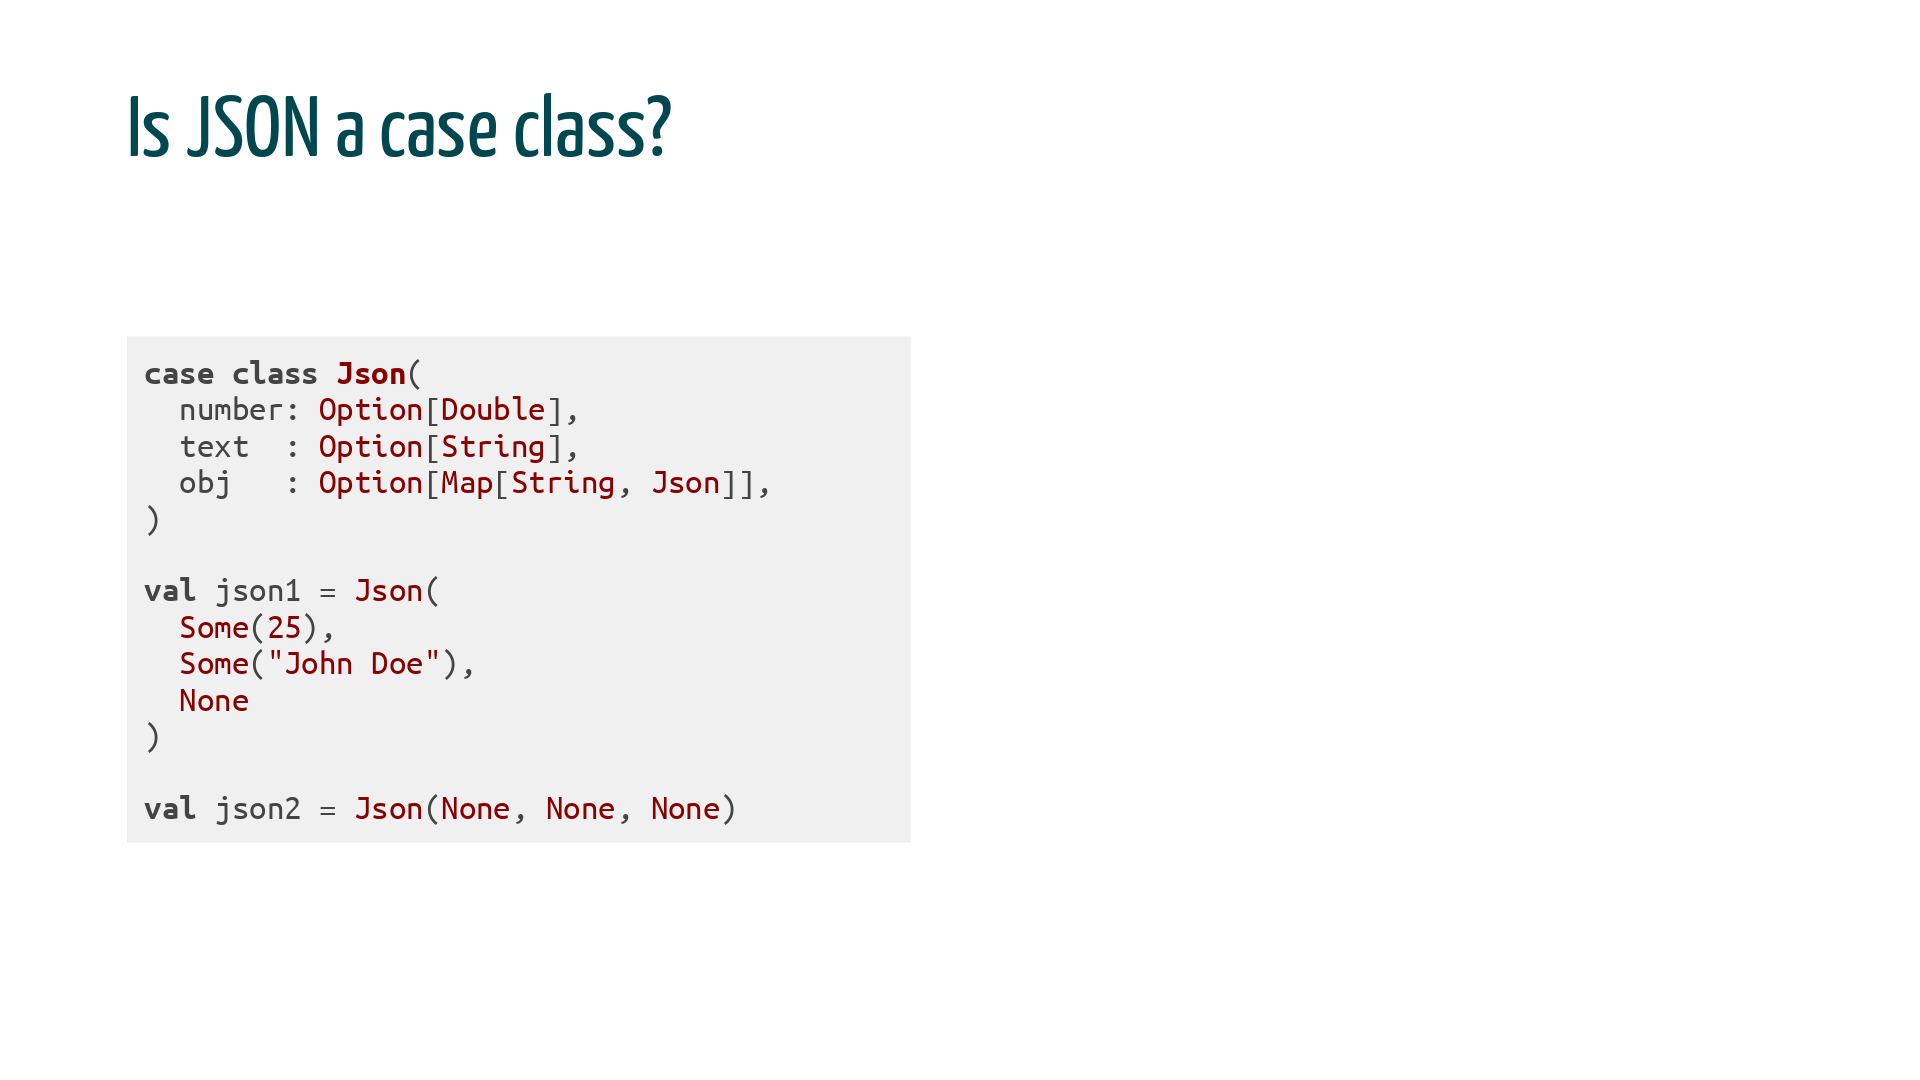 Is JSON a case class?
case class Json(
  number: Option[Double],
  text  : Option[String],
  obj   : Option[Map[String, Json]],
)

val json1 = Json(
  Some(25),
  Some("John Doe"),
  None
)

val json2 = Json(None, None, None)